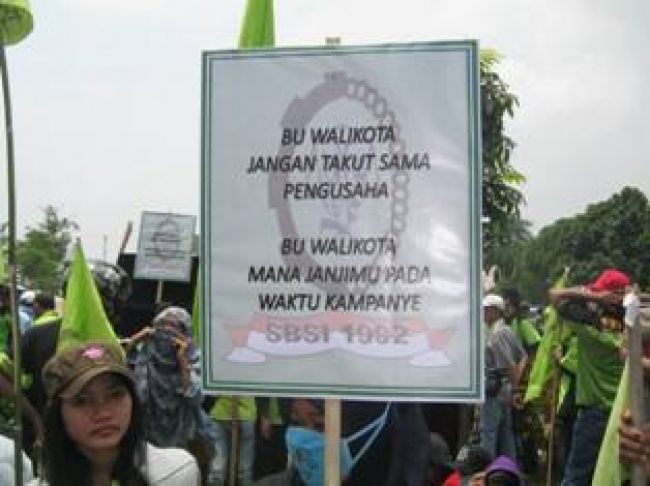 BU WALIKOTA
JANGAN TAKUT SAMA
PENGUSAHA
BU WALIKOTA
MANA JANJIMU PADA
WAKTU KAMPANYE
SBSI 1992